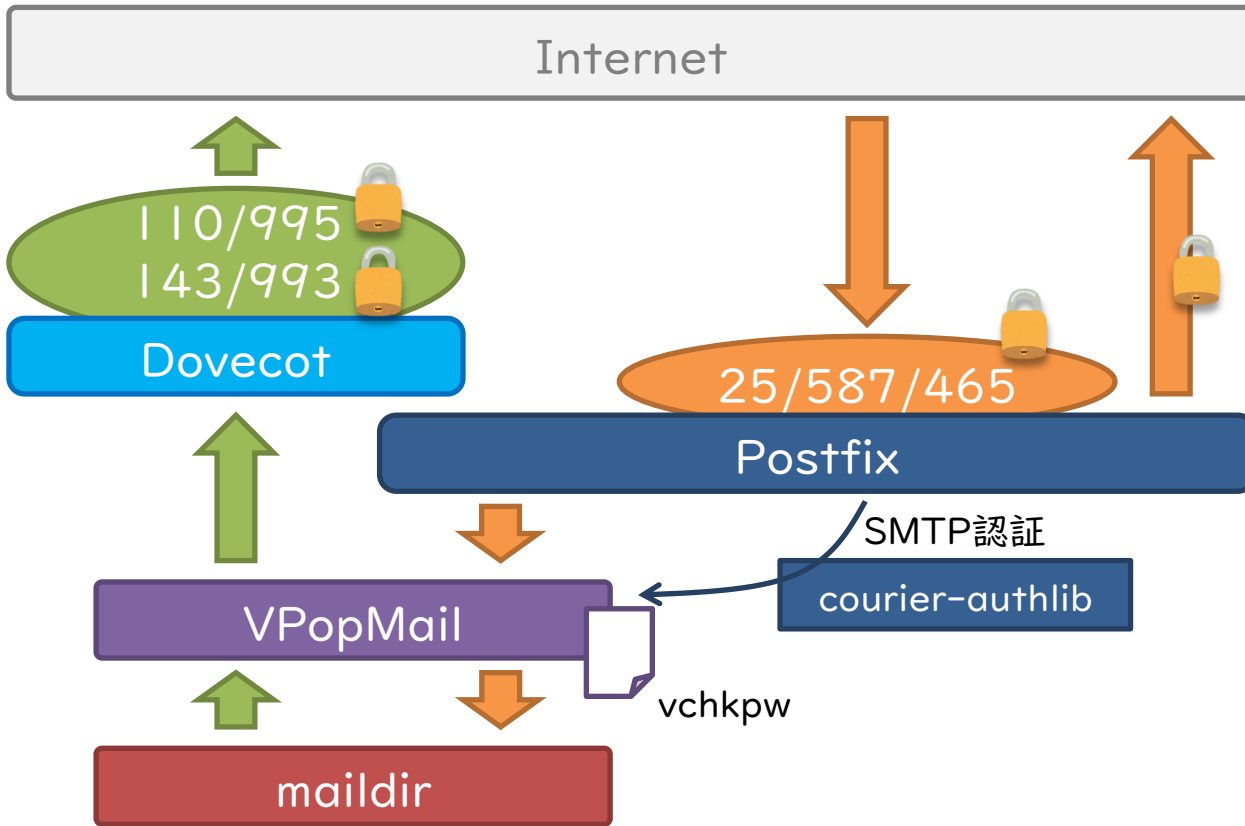 Internet
110/995
143/993
Dovecot
25/587/465
Postfix
SMTP認証
courier-authlib
VPopMail
vchkpw
maildir